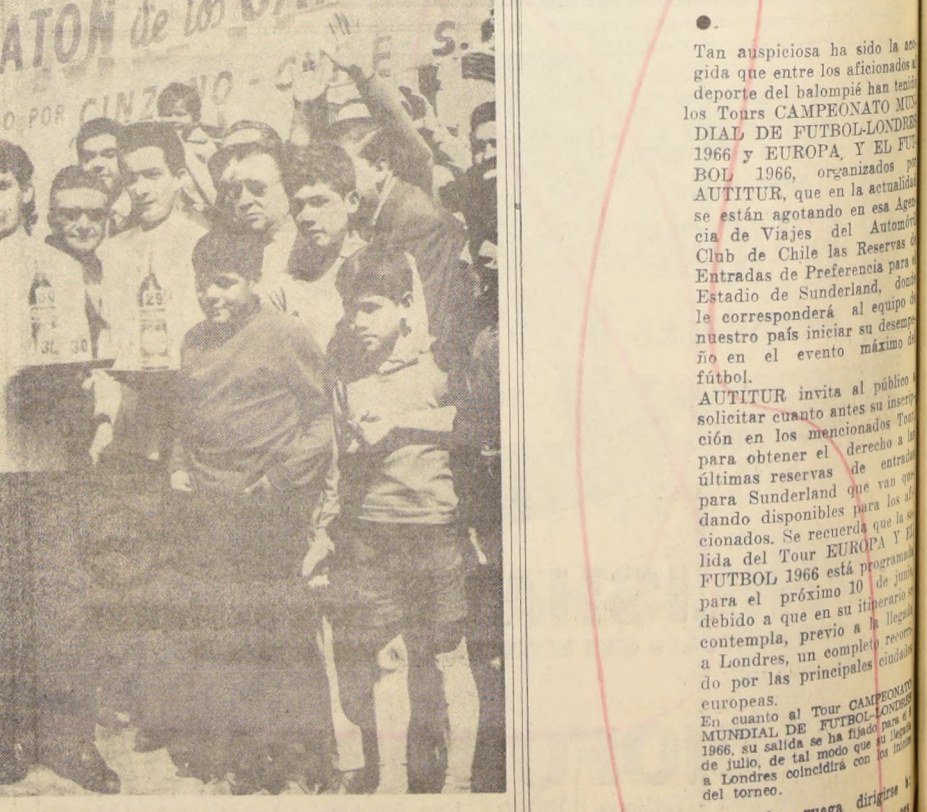 ATON de los
S.
POR CINZANO - CHILE
30
29
30
Tan auspiciosa ha sido la aco-
gida que entre los aficionados al
deporte del balompié han tenido
los Tours CAMPEONATO MUN-
DIAL DE FUTBOL-LONDRES
1966 y EUROPA Y EL FUT-
BOL 1966, organizados por
AUTITUR, que en la actualidad
se están agotando en esa Agen-
cia de Viajes del Automóvil
Club de Chile las Reservas de
Entradas de Preferencia para el
Estadio de Sunderland, donde
le corresponderá al equipo de
nuestro país iniciar su desempe-
ño en el evento máximo del
fútbol.
AUTITUR invita al público a
solicitar cuanto antes su inscrip-
ción en los mencionados Tour,
para obtener el derecho a las
últimas reservas de entradas
para Sunderland que van que-
dando disponibles para los afi-
cionados. Se recuerda que la sa-
lida del Tour EUROPA Y EL
FUTBOL 1966 está programada
para el próximo 10 de junio,
debido a que en su itinerario se
contempla, previo a la llegada
a Londres, un completo recorri-
do por las principales ciudades
europeas.
En cuanto al Tour CAMPEONATO
MUNDIAL DE FUTBOL-LONDRES
1966, su salida se ha fijado para el
de julio, de tal modo que su llegada
a Londres coincidirá con los inicios
del torneo.
ruega dirigirse